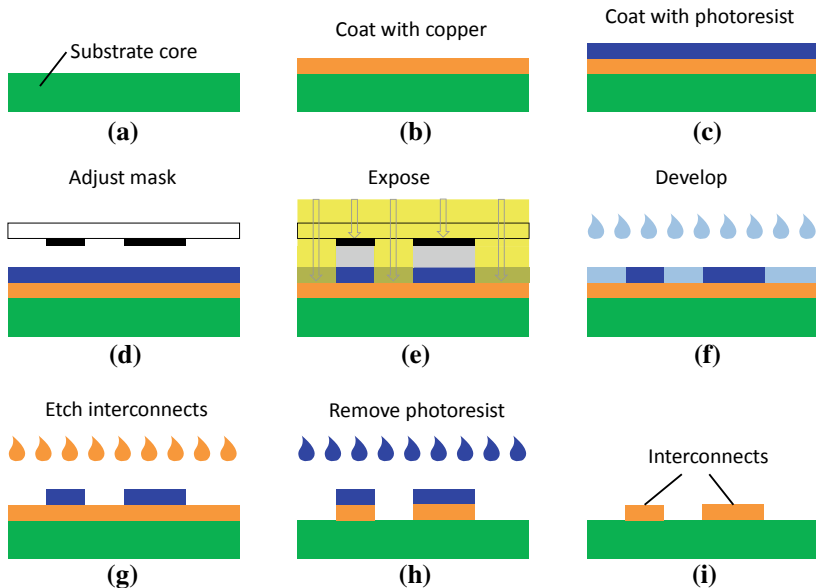 Substrate core
(a)
Coat with copper
(b)
Coat with photoresist
(c)
Adjust mask
(d)
Expose
(e)
Develop
(f)
Etch interconnects
(g)
Remove photoresist
(h)
Interconnects
(i)